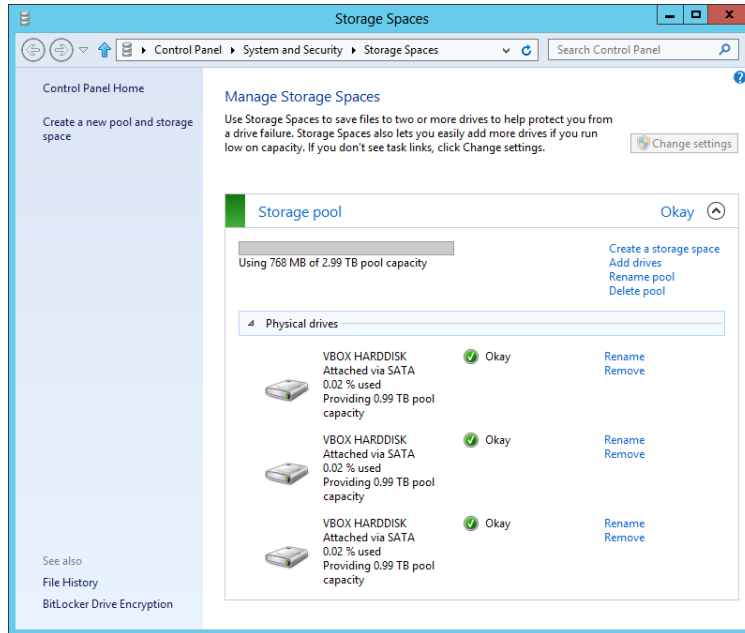 Storage Spaces
Control Panel System and Security Storage Spaces
Search Control Panel
Control Panel Home
Create a new pool and storage
space
Manage Storage Spaces
Use Storage Spaces to save files to two or more drives to help protect you from
a drive failure. Storage Spaces also lets you easily add more drives if you run
low on capacity. If you don't see task links, click Change settings.
Change settings
Storage pool
Okay
Using 768 MB of 2.99 TB pool capacity
Create a storage space
Add drives
Rename pool
Delete pool
Physical drives
VBOX HARDDISK
Attached via SATA
0.02 % used
Providing 0.99 TB pool
capacity
Okay
Rename
Remove
VBOX HARDDISK
Attached via SATA
0.02 % used
Providing 0.99 TB pool
capacity
Okay
Rename
Remove
VBOX HARDDISK
Attached via SATA
0.02 % used
Providing 0.99 TB pool
capacity
Okay
Rename
Remove
See also
File History
BitLocker Drive Encryption